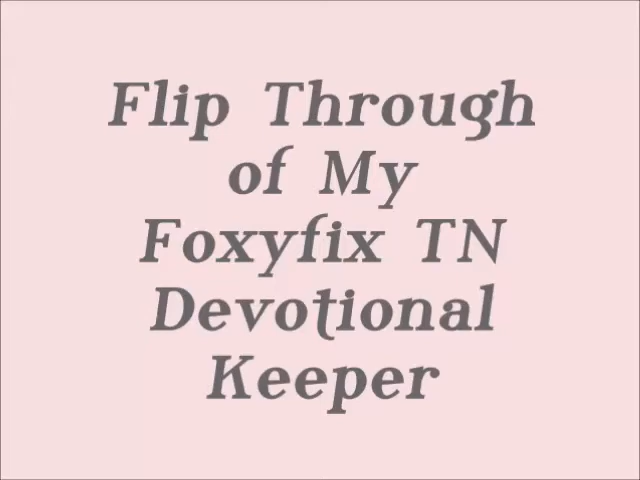 Flip Through
of My
Foxyfix TN
Devotional
Keeper